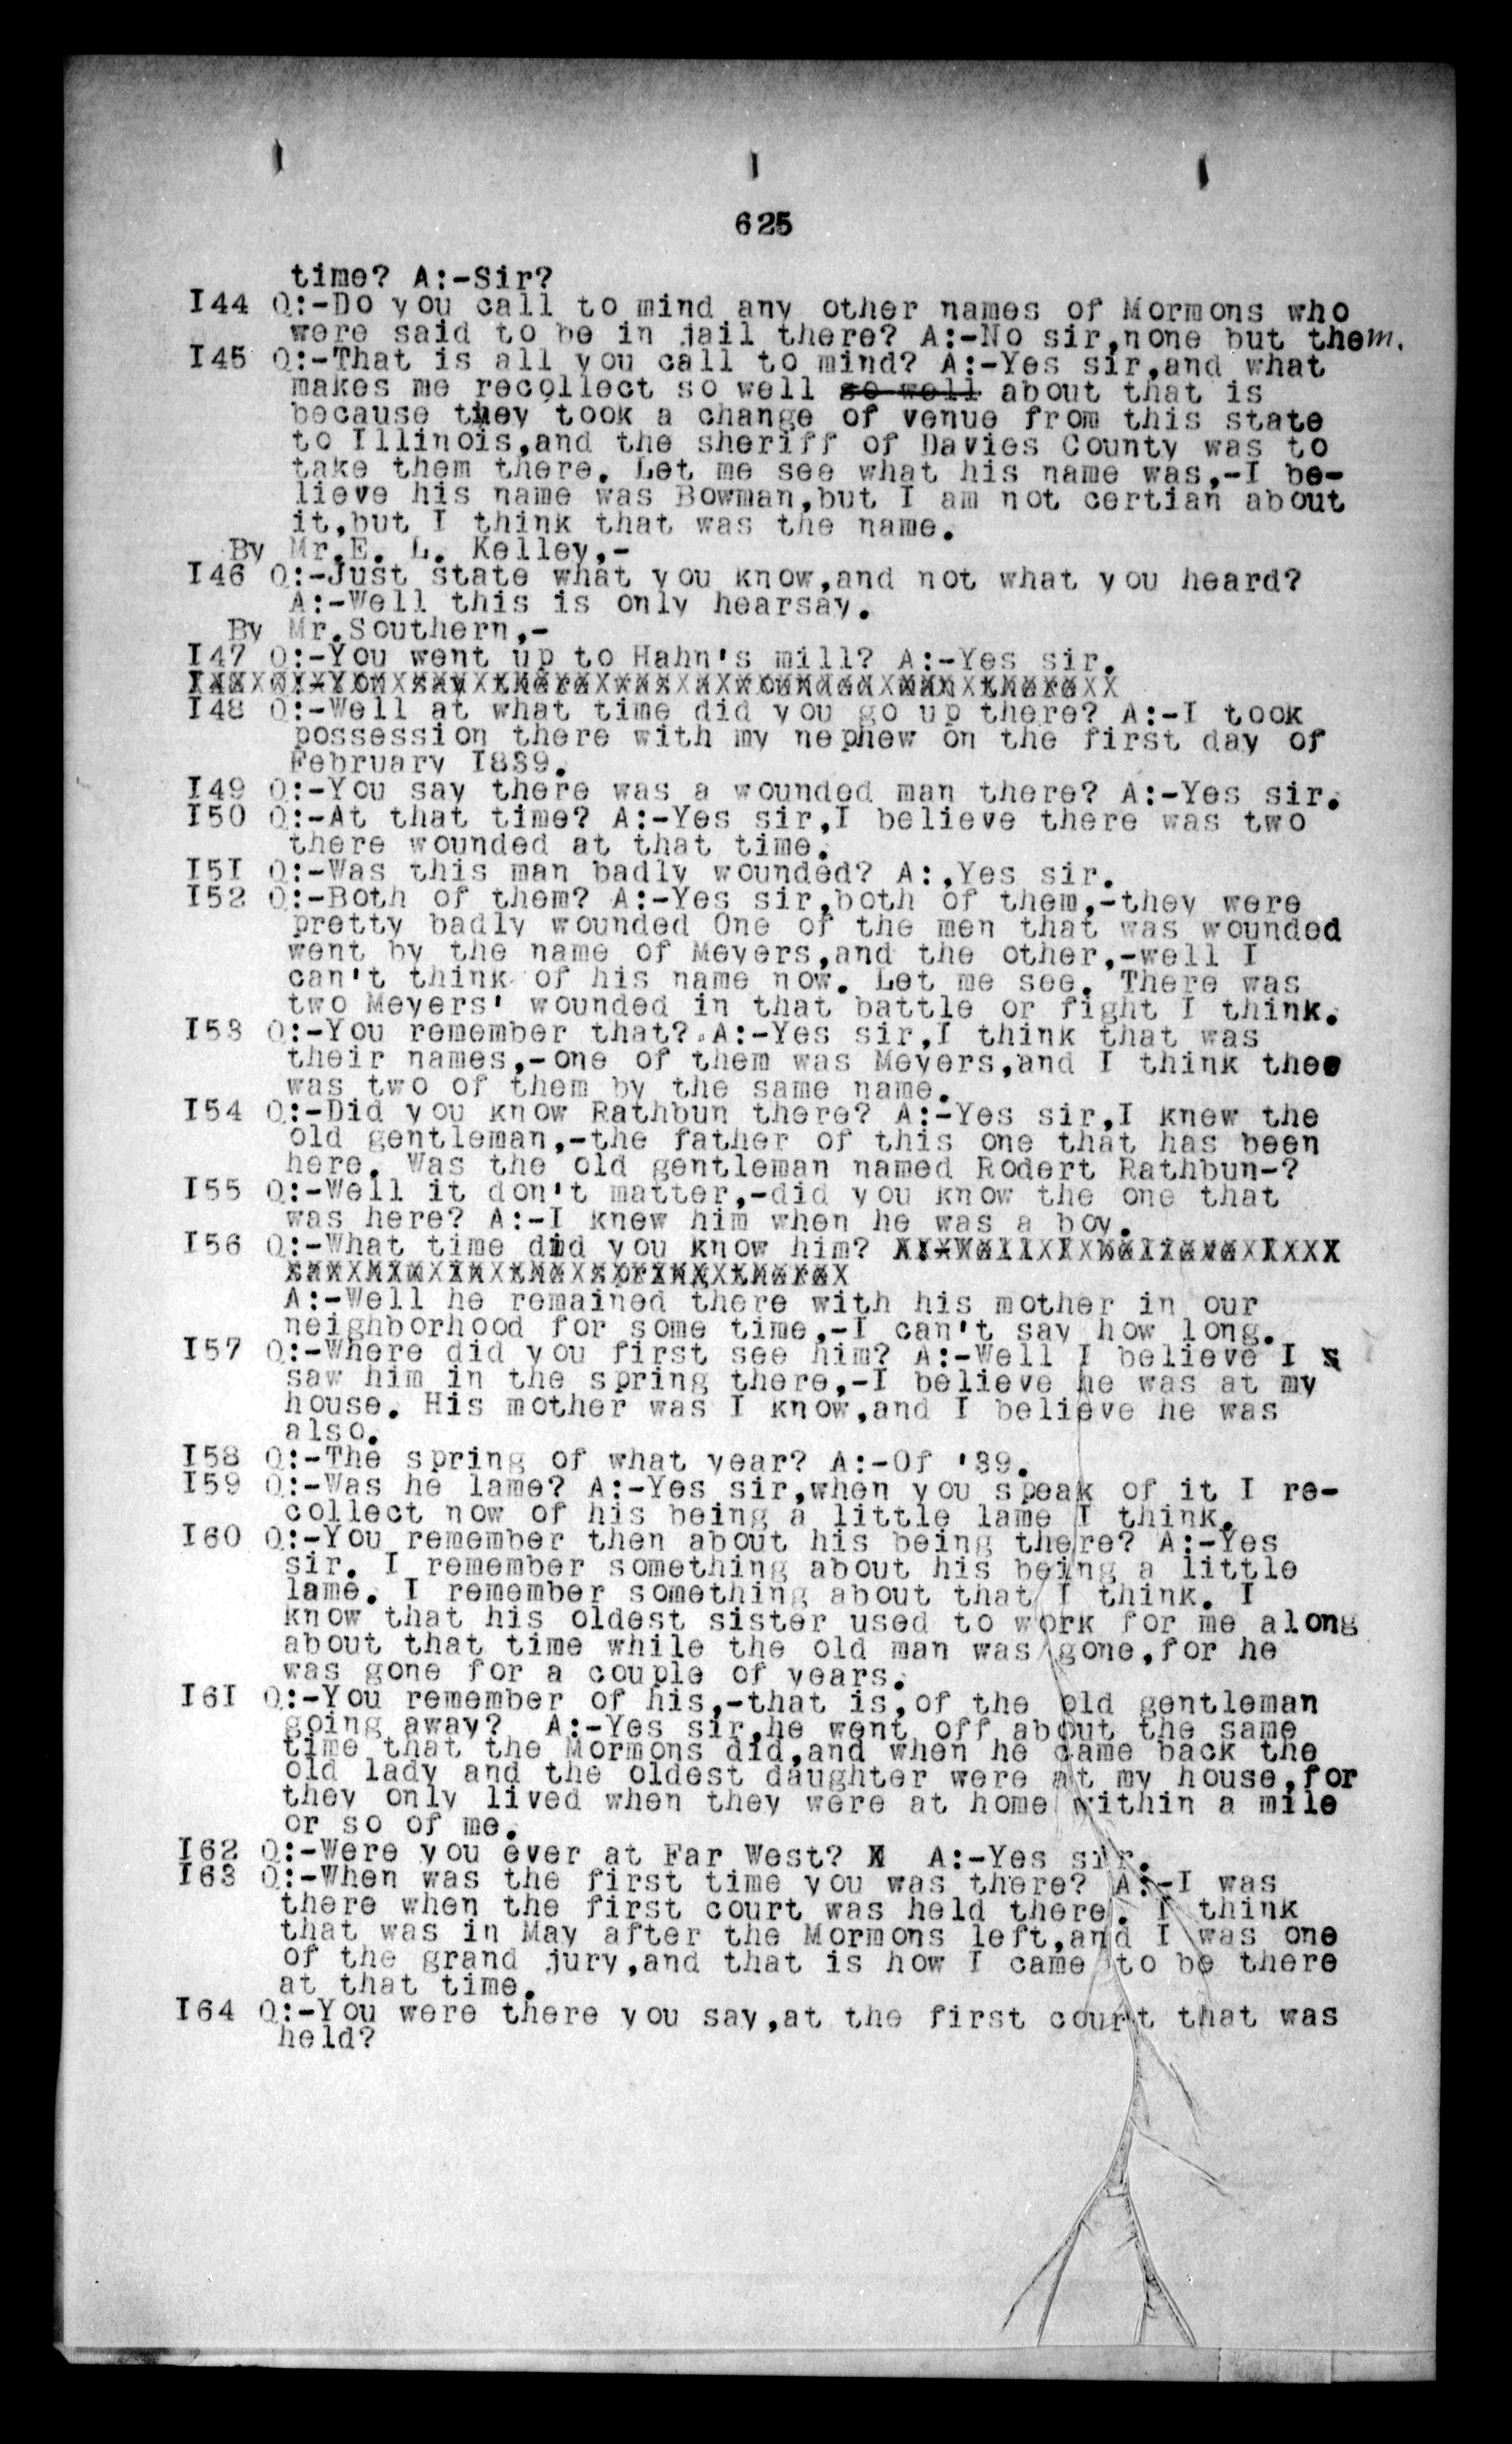 625
time? A:-Sir?
I44 Q:-Do you call to mind any other names of Mormons who
were said to be in jail there? A:-No sir,none but them.
I45 Q:-That is all you call to mind? A:-Yes sir,and what
makes me recollect so well so well about that is
because they took a change of venue from this state
to Illinois,and the sheriff of Davies County was to
take them there. Let me see what his name was,-I be-
lieve his name was Bowman,but I am not certian about
it,but I think that was the name.
By Mr.E. L. Kelley,-
I46 Q:-Just state what you know,and not what you heard?
A:-Well this is only hearsay.
By Mr.Southern,-
I47 Q:-You went up to Hahn's mill? A:-Yes sir.
I48 Q:-Well at what time did you go up there? A:-I took
possession there with my nephew on the first day of
February I839.
I49 Q:-You say there was a wounded man there? A:-Yes sir.
I50 Q:-At that time? A:-Yes sir,I believe there was two
there wounded at that time.
I5I Q:-Was this man badly wounded? A:,Yes sir.
I52 Q:-Both of them? A:-Yes sir,both of them,-they were
pretty badly wounded One of the men that was wounded
went by the name of Meyers,and the other,-well I
can't think of his name now. Let me see. There was
two Meyers' wounded in that battle or fight I think.
I53 Q:-You remember that?.A:-Yes sir,I think that was
their names,-one of them was Meyers,and I think thee
was two of them by the same name.
I54 Q:-Did you know Rathbun there? A:-Yes sir,I knew the
old gentleman,-the father of this one that has been
here. Was the old gentleman named Rodert Rathbun-?
I55 Q:-Well it don't matter,-did you know the one that
was here? A:-I knew him when he was a boy.
I56 Q:-What time did you know him?
A:-Well he remained there with his mother in our
neighborhood for some time,-I can't say how long.
I57 Q:-Where did you first see him? A:-Well I believe I s
saw him in the spring there,-I believe he was at my
house. His mother was I know,and I believe he was
also.
I58 Q:-The spring of what year? A:-Of '39.
I59 Q:-Was he lame? A:-Yes sir,when you speak of it I re-
collect now of his being a little lame I think.
I60 Q:-You remember then about his being there? A:-Yes
sir. I remember something about his being a little
lame. I remember something about that I think. I
know that his oldest sister used to work for me along
about that time while the old man was gone,for he
was gone for a couple of years.
I6I Q:-You remember of his,-that is,of the old gentleman
going away? A:-Yes sir,he went off about the same
time that the Mormons did,and when he came back the
old lady and the oldest daughter were at my house,for
they only lived when they were at home within a mile
or so of me.
I62 Q:-Were you ever at Far West? X A:-Yes sir.
I63 Q:-When was the first time you was there? A:-I was
there when the first court was held there. I think
that was in May after the Mormons left,and I was one
of the grand jury,and that is how I came to be there
at that time.
I64 Q:-You were there you say,at the first court that was
held?